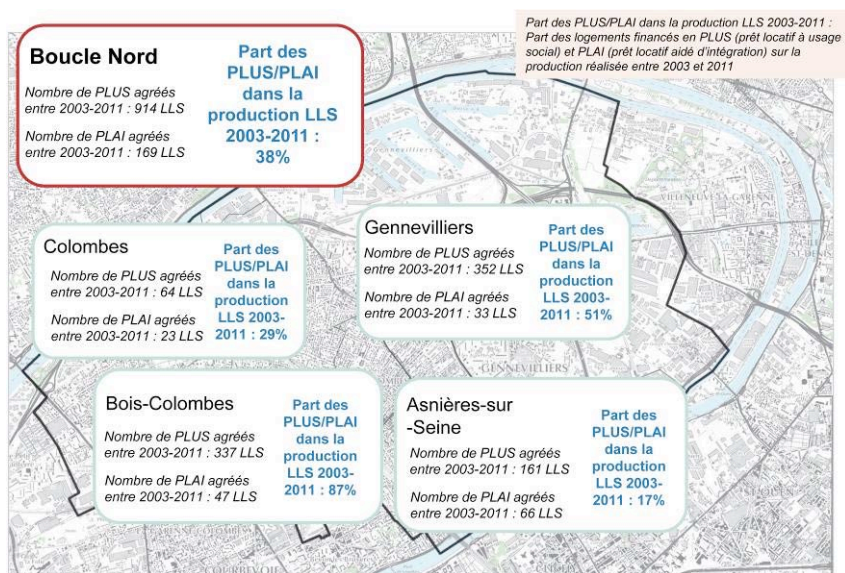 Part des PLUS/PLAI dans la production LLS 2003-2011 :
Part des logements financés en PLUS (prêt locatif à usage
social) et PLAI (prêt locatif aidé d'intégration) sur la
production réalisée entre 2003 et 2011
Boucle Nord
Nombre de PLUS agréés
entre 2003-2011 : 914 LLS
Nombre de PLAI agréés
entre 2003-2011 : 169 LLS
Part des
PLUS/PLAI
dans la
production LLS
2003-2011 :
38%
Gennevilliers
VILLENEUVE-LA-GARENNE
Colombes
Nombre de PLUS agréés
entre 2003-2011 : 64 LLS
Nombre de PLAI agréés
entre 2003-2011 : 23 LLS
Part des
PLUS/PLAI
dans la
production
LLS 2003-
2011 : 29%
Gennevilliers
Nombre de PLUS agréés
entre 2003-2011 : 352 LLS
Nombre de PLAI agréés
entre 2003-2011 : 33 LLS
Part des
PLUS/PLAI
dans la
production
LLS 2003-
2011 : 51%
GENNEVILLIERS
Bois-Colombes
Nombre de PLUS agréés
entre 2003-2011 : 337 LLS
Nombre de PLAI agréés
entre 2003-2011 : 47 LLS
Part des
PLUS/PLAI
dans la
production
LLS 2003-
2011 : 87%
Asnières-sur
-Seine
Nombre de PLUS agréés
entre 2003-2011 : 161 LLS
Nombre de PLAI agréés
entre 2003-2011 : 66 LLS
Part des
PLUS/PLAI
dans la
production
LLS 2003-
2011 : 17%
COURBEVOIE
CLICHY